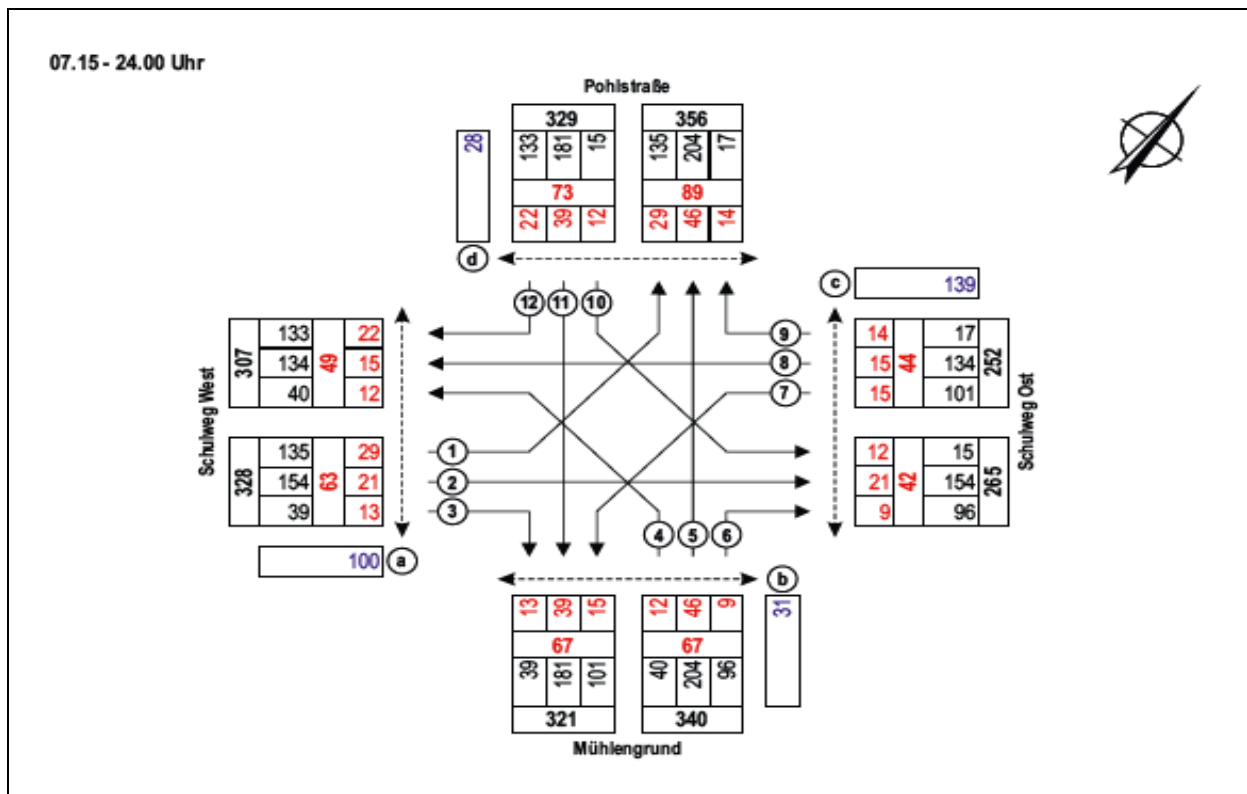 07.15 - 24.00 Uhr
Pohlstraße
329 356
133 181 15 135 204 17
28
73 89
22 39 12 29 46 14
d
c 139
12 11 10
9
8
7
Schulweg West
307
133 22
134 49 15
40 12
14 17
15 44 134
15 101
252
Schulweg Ost
328
135 29
154 63 21
39 13
1
2
3
12 15
21 42 154
9 96
265
4 5 6
100 a
b
31
13 39 15 12 46 9
67 67
39 181 101 40 204 96
321 340
Mühlengrund